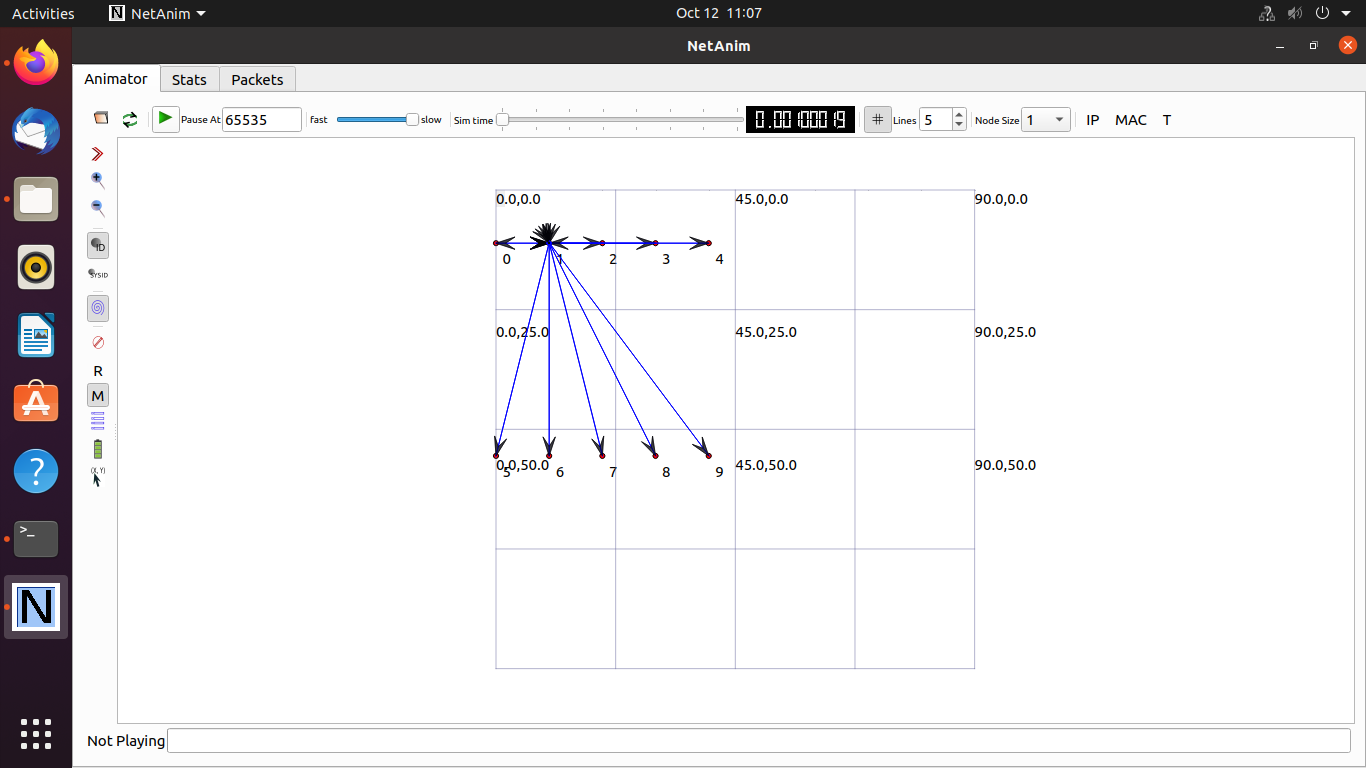 Activities NetAnim Oct 12 11:07
NetAnim
Animator Stats Packets
Pause At 65535 fast slow Sim time 0.00100019 # Lines 5 Node Size 1 IP MAC T
ID
SYSID
R
M
(X, Y)
0.0,0.0 45.0,0.0 90.0,0.0
0 1 2 3 4
0.0,25.0 45.0,25.0 90.0,25.0
0.0,50.0 45.0,50.0 90.0,50.0
5 6 7 8 9
>_
?
N
Not Playing